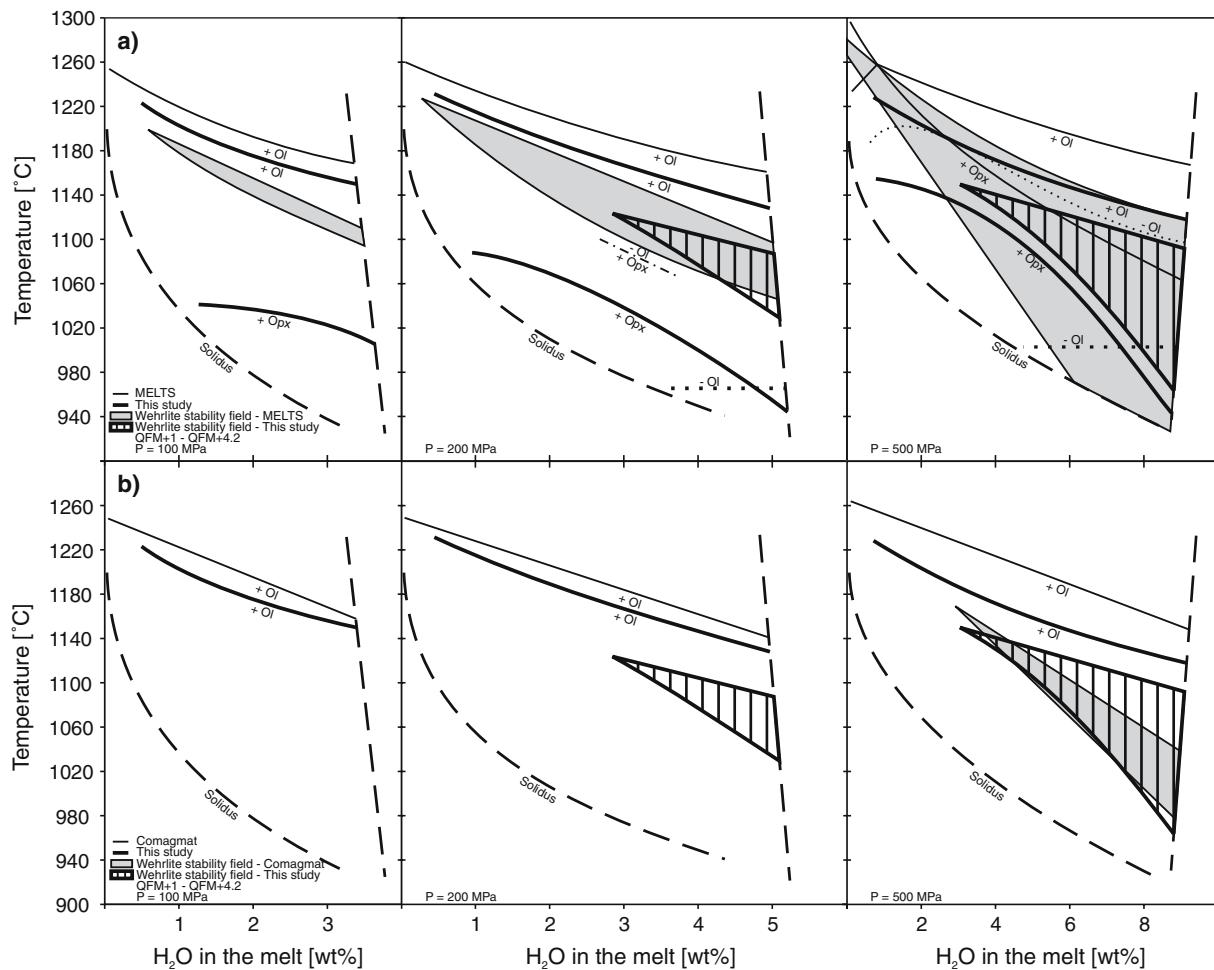 1300
1260
1220
1180
1140
1100
1060
1020
980
940
Temperature [°C]
a)
+ Ol
+ Ol
+ Opx
Solidus
MELTS
This study
Wehrlite stability field - MELTS
Wehrlite stability field - This study
QFM+1 - QFM+4.2
P = 100 MPa
+ Ol
+ Ol
- Ol
+ Opx
+ Opx
- Ol
Solidus
P = 200 MPa
+ Ol
+ Opx
+ Ol
- Ol
+ Opx
- Ol
Solidus
P = 500 MPa
1260
1220
1180
1140
1100
1060
1020
980
940
900
Temperature [°C]
b)
+ Ol
+ Ol
Solidus
Comagmat
This study
Wehrlite stability field - Comagmat
Wehrlite stability field - This study
QFM+1 - QFM+4.2
P = 100 MPa
+ Ol
+ Ol
Solidus
P = 200 MPa
+ Ol
+ Ol
Solidus
P = 500 MPa
1 2 3
1 2 3 4 5
2 4 6 8
H₂O in the melt [wt%]
H₂O in the melt [wt%]
H₂O in the melt [wt%]